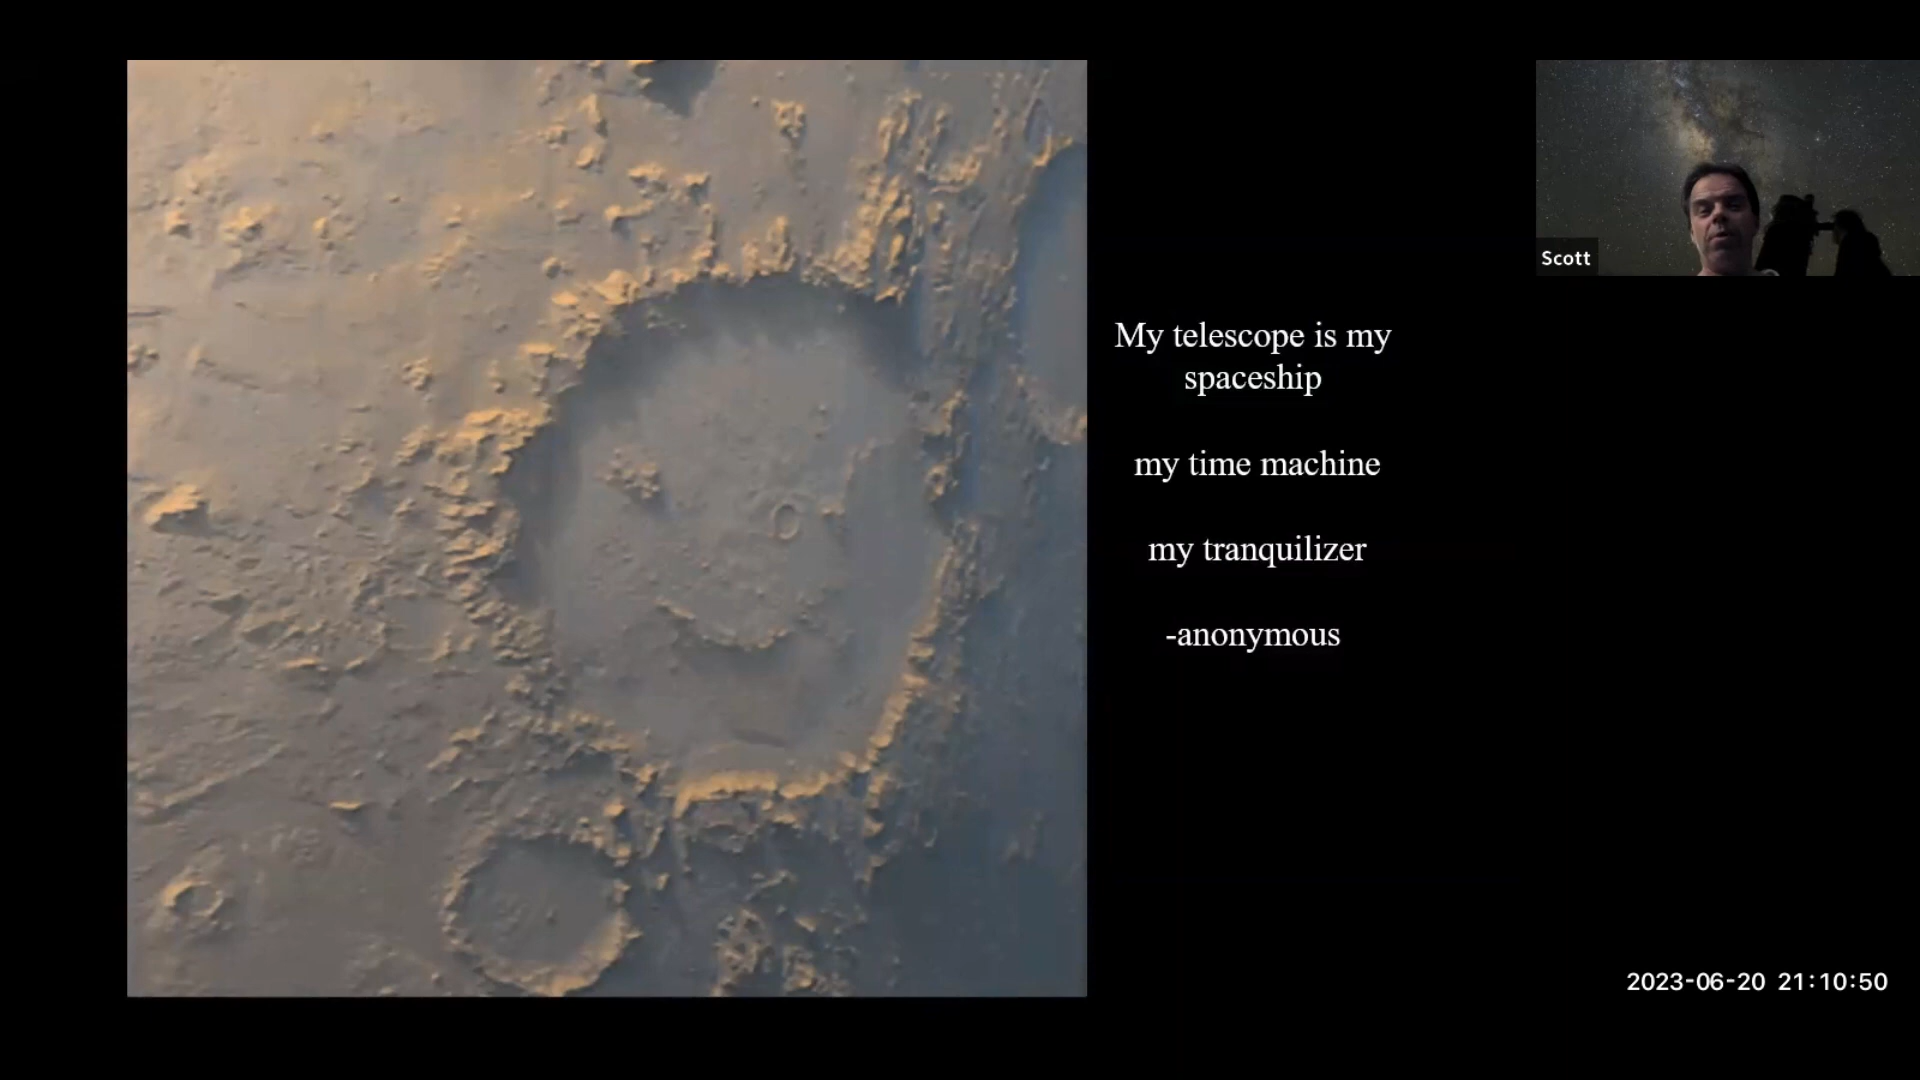 Scott
My telescope is my
spaceship
my time machine
my tranquilizer
-anonymous
2023-06-20 21:10:50